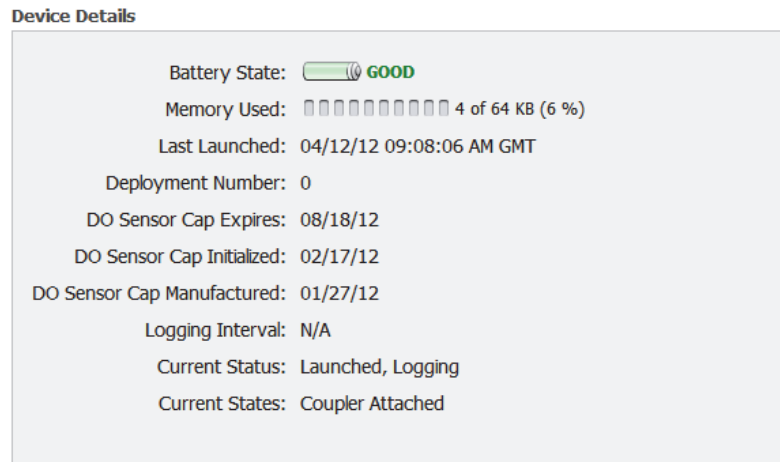 Device Details
Battery State: GOOD
Memory Used: 4 of 64 KB (6 %)
Last Launched: 04/12/12 09:08:06 AM GMT
Deployment Number: 0
DO Sensor Cap Expires: 08/18/12
DO Sensor Cap Initialized: 02/17/12
DO Sensor Cap Manufactured: 01/27/12
Logging Interval: N/A
Current Status: Launched, Logging
Current States: Coupler Attached